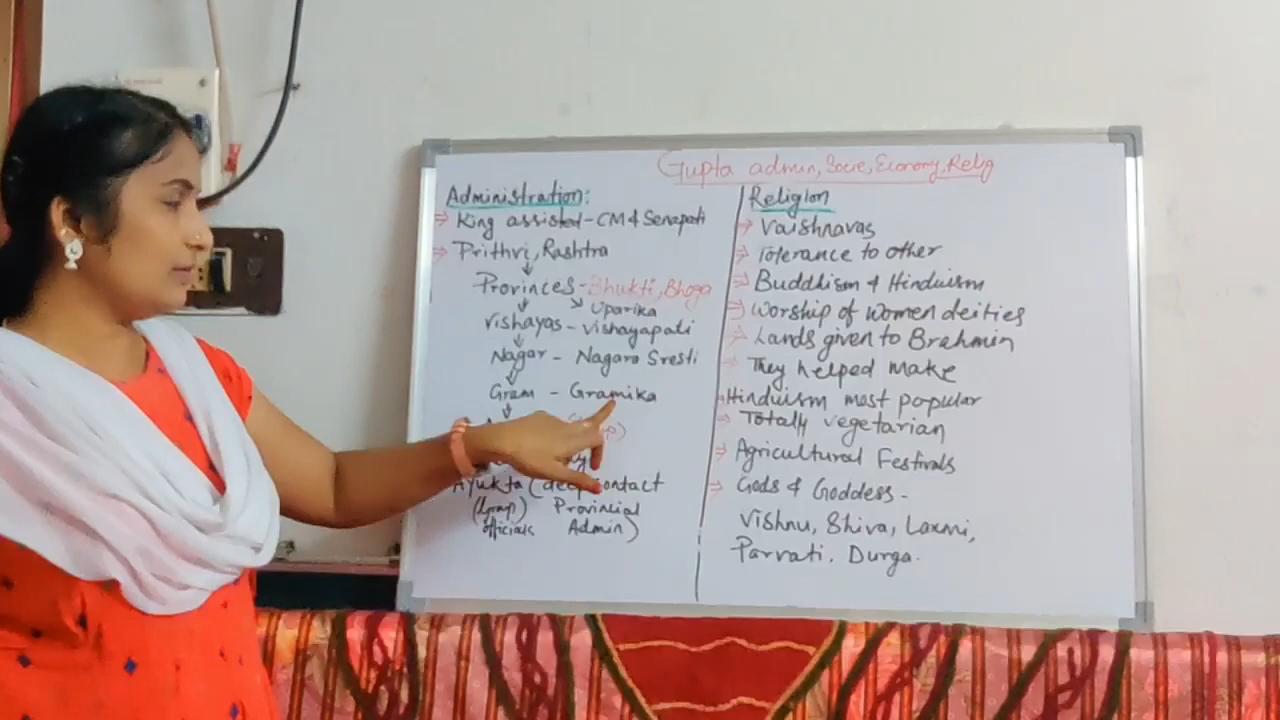 Gupta admin, Socie, Economy, Relig
Administration:
⇒ King assisted - CM & Senapati
⇒ Prithvi, Rashtra
↓
Provinces - Bhukti, Bhoga
↓ ↘ Uparika
Vishayas - Vishayapati
↓
Nagar - Nagara Sresti
↓
Gram - Gramika
↓
Ayukta (deep contact
(Imp) Provincial
officials Admin)
Religion
⇒ Vaishnavas
⇒ Tolerance to other
⇒ Buddhism & Hinduism
⇒ Worship of Women deities
⇒ Lands given to Brahmin
⇒ They helped make
Hinduism most popular
⇒ Totally vegetarian
⇒ Agricultural Festivals
⇒ Gods & Goddess -
Vishnu, Shiva, Laxmi,
Parvati. Durga.